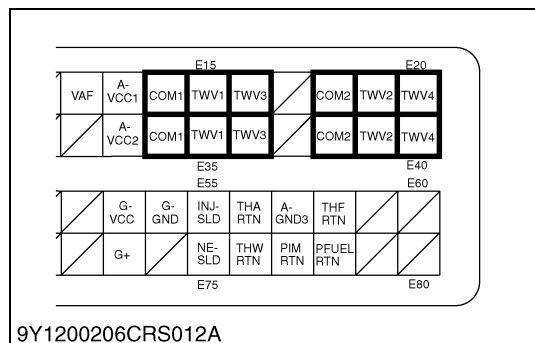 E15 E20
VAF A-VCC1 COM1 TWV1 TWV3 COM2 TWV2 TWV4
A-VCC2 COM1 TWV1 TWV3 COM2 TWV2 TWV4
E35 E40
E55 E60
G-VCC G-GND INJ-SLD THA RTN A-GND3 THF RTN
G+ NE-SLD THW RTN PIM RTN PFUEL RTN
E75 E80
9Y1200206CRS012A